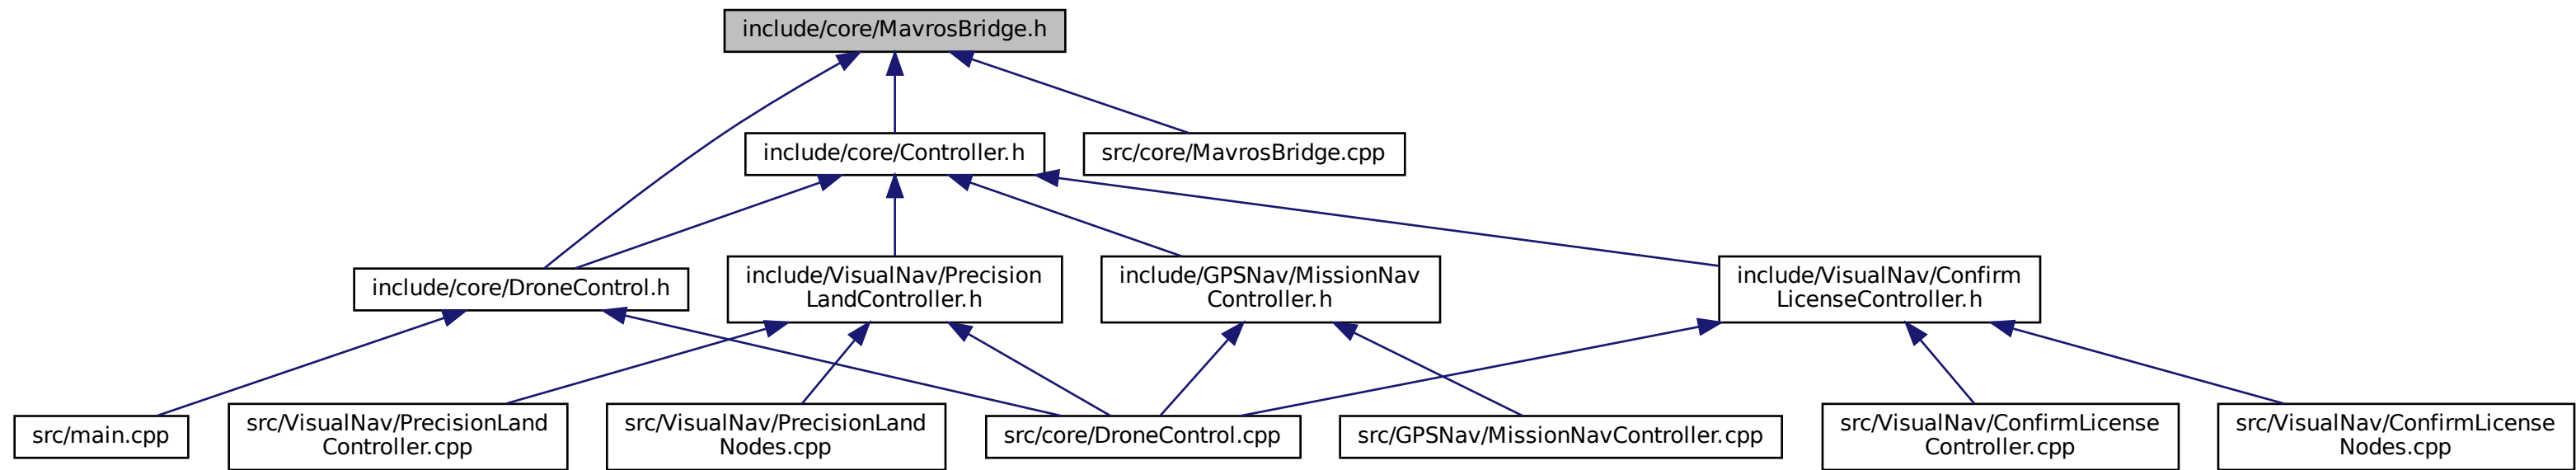 include/core/MavrosBridge.h
include/core/Controller.h
src/core/MavrosBridge.cpp
include/core/DroneControl.h
include/VisualNav/Precision
LandController.h
include/GPSNav/MissionNav
Controller.h
include/VisualNav/Confirm
LicenseController.h
src/main.cpp
src/VisualNav/PrecisionLand
Controller.cpp
src/VisualNav/PrecisionLand
Nodes.cpp
src/core/DroneControl.cpp
src/GPSNav/MissionNavController.cpp
src/VisualNav/ConfirmLicense
Controller.cpp
src/VisualNav/ConfirmLicense
Nodes.cpp